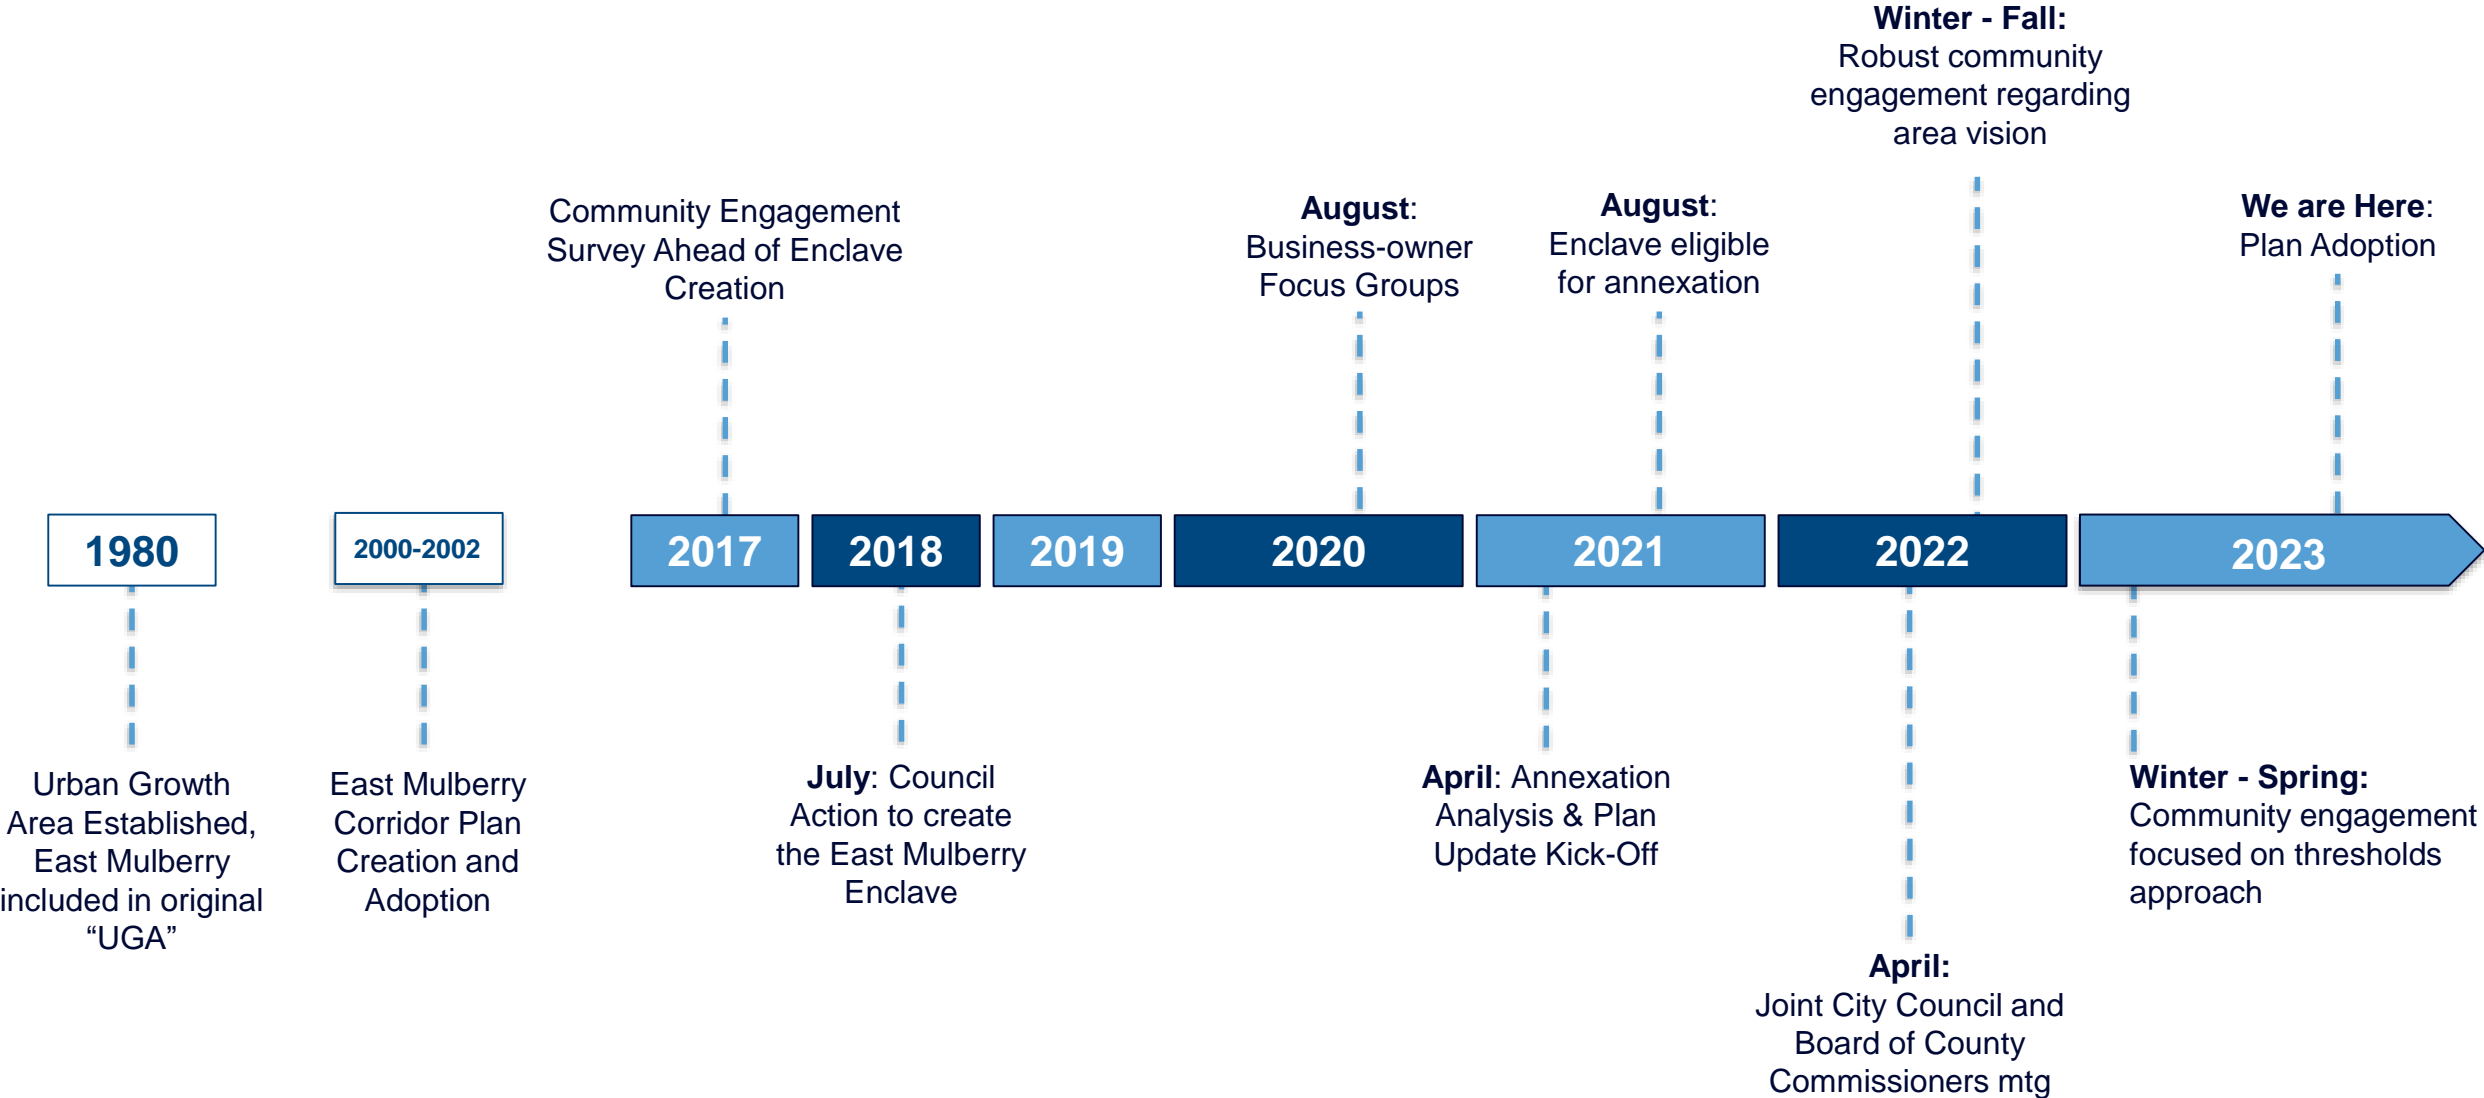 Winter - Fall:
Robust community
engagement regarding
area vision
Community Engagement
Survey Ahead of Enclave
Creation
August:
Business-owner
Focus Groups
August:
Enclave eligible
for annexation
We are Here:
Plan Adoption
1980
2000-2002
2017
2018
2019
2020
2021
2022
2023
Urban Growth
Area Established,
East Mulberry
included in original
“UGA”
East Mulberry
Corridor Plan
Creation and
Adoption
July: Council
Action to create
the East Mulberry
Enclave
April: Annexation
Analysis & Plan
Update Kick-Off
April:
Joint City Council and
Board of County
Commissioners mtg
Winter - Spring:
Community engagement
focused on thresholds
approach